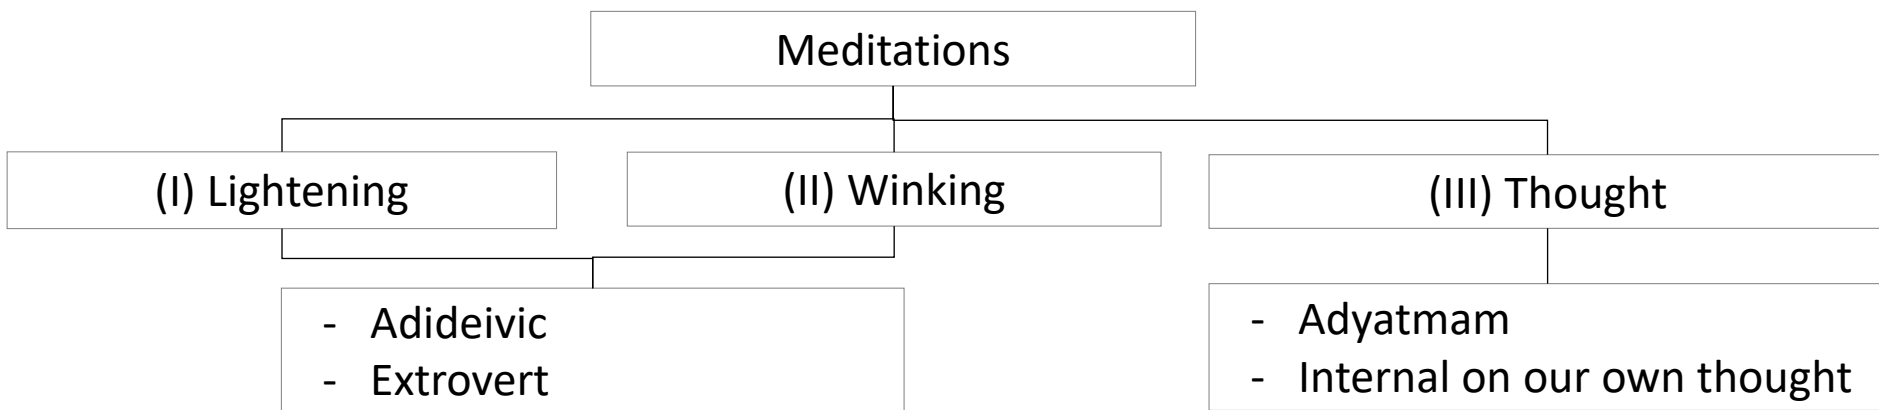 Meditations
(I) Lightening
(II) Winking
(III) Thought
- Adideivic
- Extrovert
- Adyatmam
- Internal on our own thought